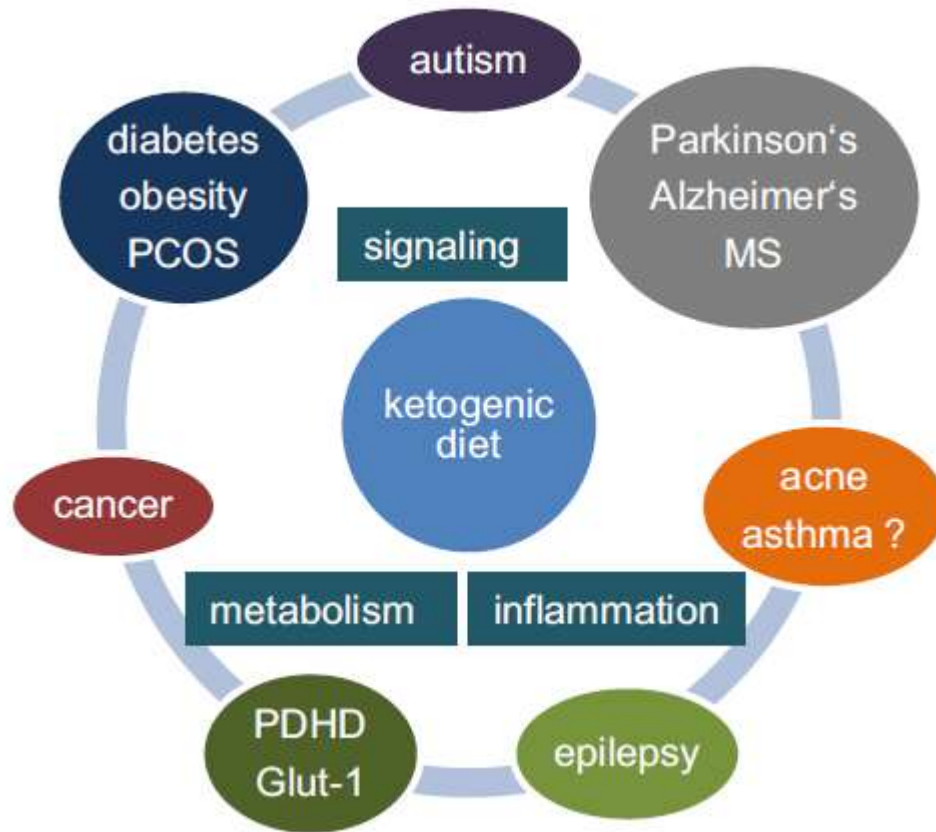 autism
diabetes
obesity
PCOS
Parkinson‘s
Alzheimer‘s
MS
signaling
ketogenic
diet
cancer
acne
asthma ?
metabolism
inflammation
PDHD
Glut-1
epilepsy